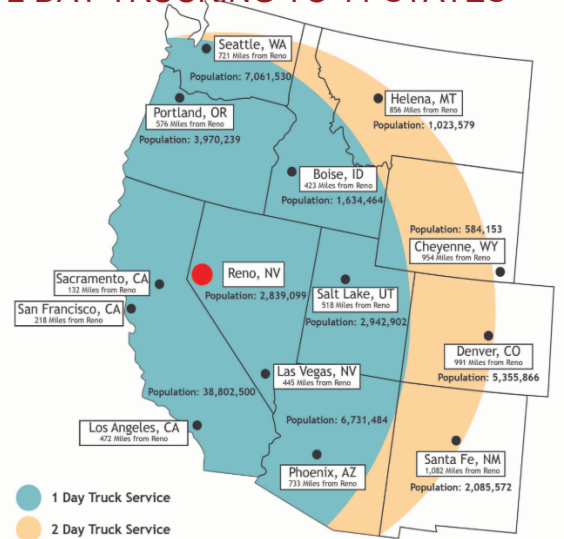 2 DAY TRUCKING TO 11 STATES
Seattle, WA
721 Miles from Reno
Population: 7,061,530
Portland, OR
576 Miles from Reno
Population: 3,970,239
Helena, MT
856 Miles from Reno
Population: 1,023,579
Boise, ID
423 Miles from Reno
Population: 1,634,464
584,153
Cheyenne, WY
954 Miles from Reno
Reno, NV
Population: 2,839,099
Sacramento, CA
132 Miles from Reno
San Francisco, CA
218 Miles from Reno
Salt Lake, UT
518 Miles from Reno
Population: 2,942,902
Denver, CO
991 Miles from Reno
Population: 5,355,866
Las Vegas, NV
445 Miles from Reno
Population: 38,802,500
Los Angeles, CA
472 Miles from Reno
Population: 6,731,484
Phoenix, AZ
733 Miles from Reno
Santa Fe, NM
1,082 Miles from Reno
Population: 2,085,572
1 Day Truck Service
2 Day Truck Service